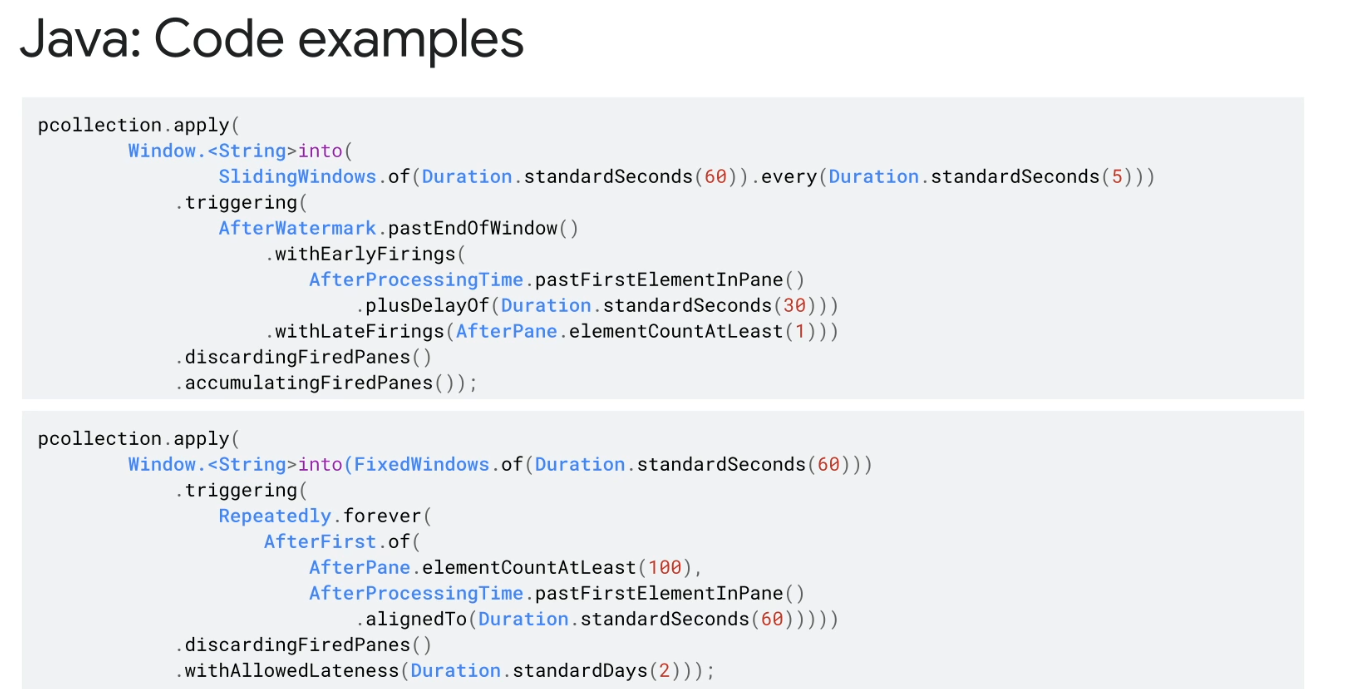 Java: Code examples
pcollection.apply(
Window.<String>into(
SlidingWindows.of(Duration.standardSeconds(60)).every(Duration.standardSeconds(5)))
.triggering(
AfterWatermark.pastEndOfWindow()
.withEarlyFirings(
AfterProcessingTime.pastFirstElementInPane()
.plusDelayOf(Duration.standardSeconds(30)))
.withLateFirings(AfterPane.elementCountAtLeast(1)))
.discardingFiredPanes()
.accumulatingFiredPanes());
pcollection.apply(
Window.<String>into(FixedWindows.of(Duration.standardSeconds(60)))
.triggering(
Repeatedly.forever(
AfterFirst.of(
AfterPane.elementCountAtLeast(100),
AfterProcessingTime.pastFirstElementInPane()
.alignedTo(Duration.standardSeconds(60)))))
.discardingFiredPanes()
.withAllowedLateness(Duration.standardDays(2)));